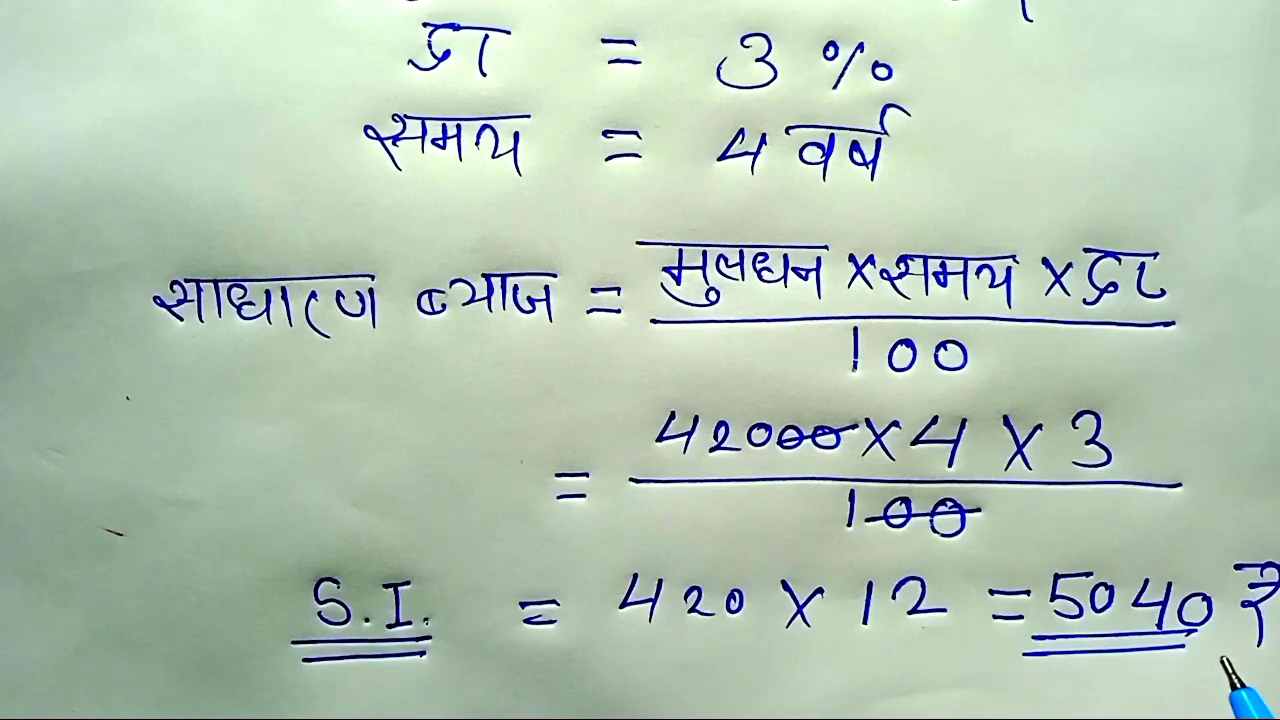 दर = 3 %
समय = 4 वर्ष
साधारण ब्याज = मुलधन x समय x दर
100
= 42000 x 4 x 3
100
S.I. = 420 x 12 = 5040 ₹